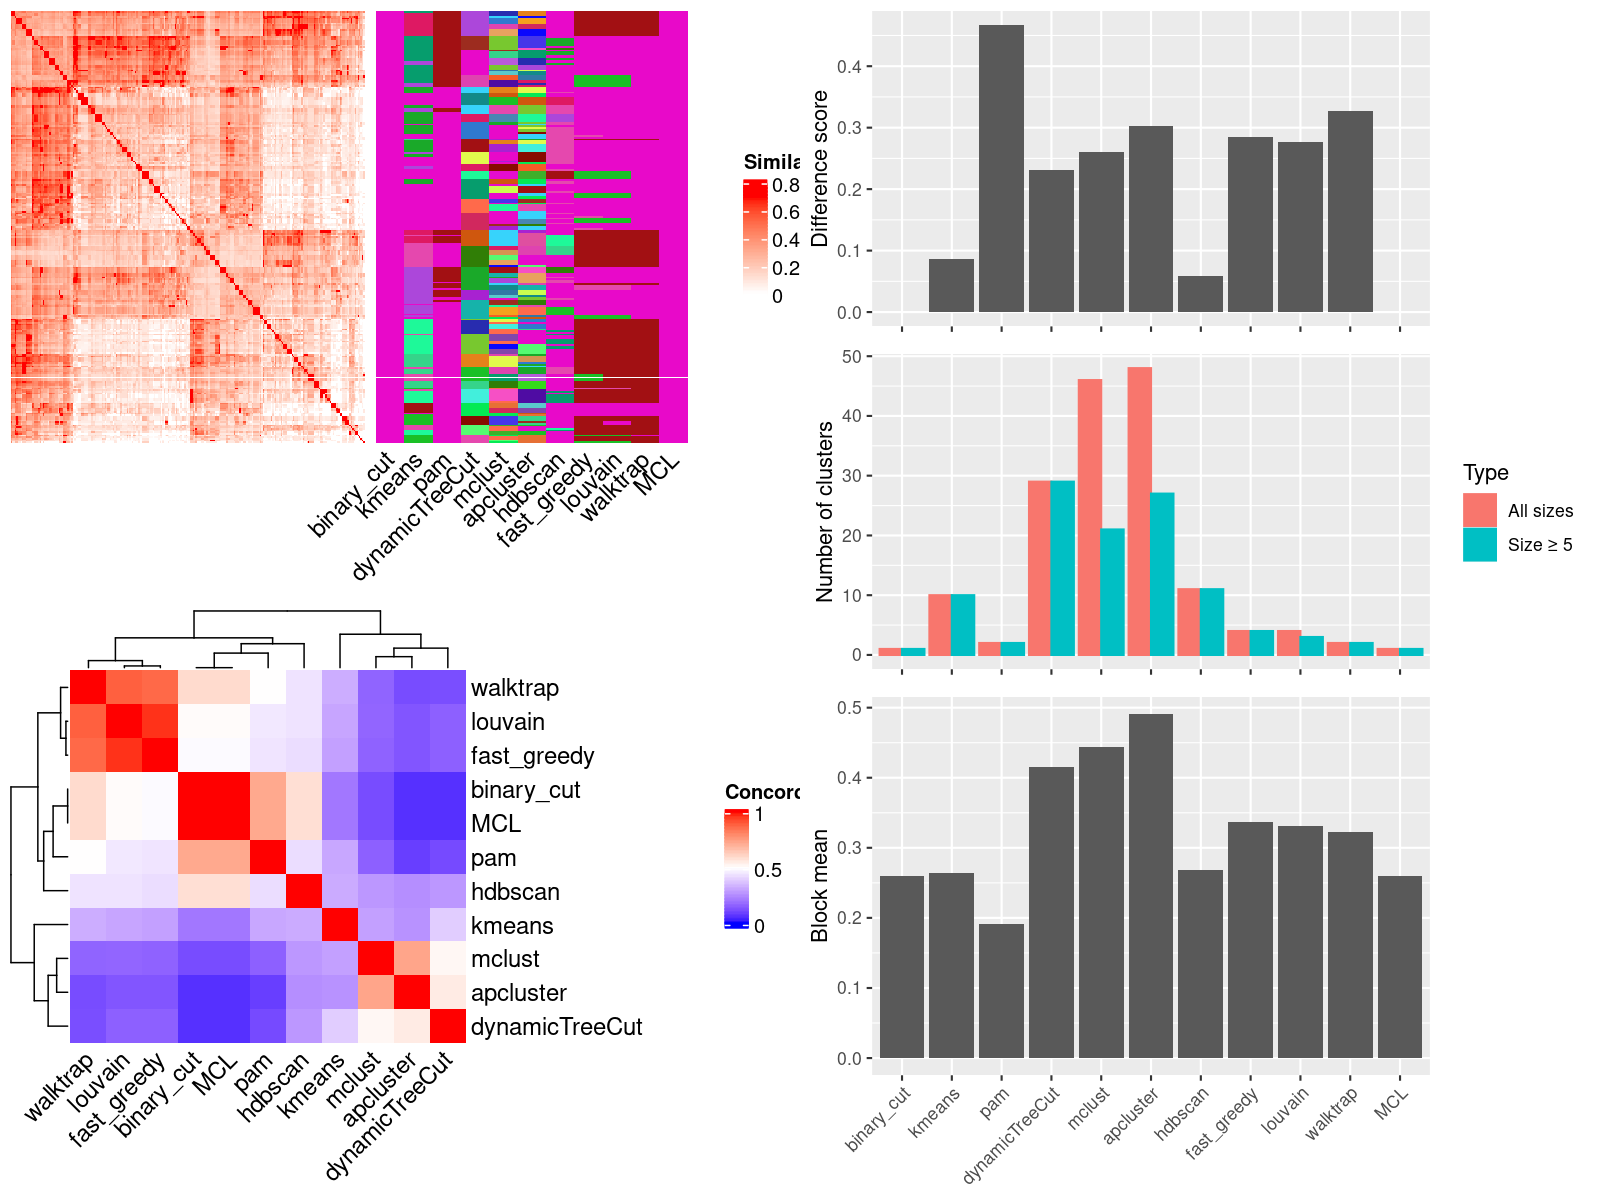 Simila
0.8
0.6
0.4
0.2
0
binary_cut
kmeans
pam
dynamicTreeCut
mclust
apcluster
hdbscan
fast_greedy
louvain
walktrap
MCL
Difference score
0.4
0.3
0.2
0.1
0.0
Number of clusters
50
40
30
20
10
0
Type
All sizes
Size ≥ 5
walktrap
louvain
fast_greedy
binary_cut
MCL
pam
hdbscan
kmeans
mclust
apcluster
dynamicTreeCut
walktrap
louvain
fast_greedy
binary_cut
MCL
pam
hdbscan
kmeans
mclust
apcluster
dynamicTreeCut
Concord
1
0.5
0
Block mean
0.5
0.4
0.3
0.2
0.1
0.0
binary_cut
kmeans
pam
dynamicTreeCut
mclust
apcluster
hdbscan
fast_greedy
louvain
walktrap
MCL